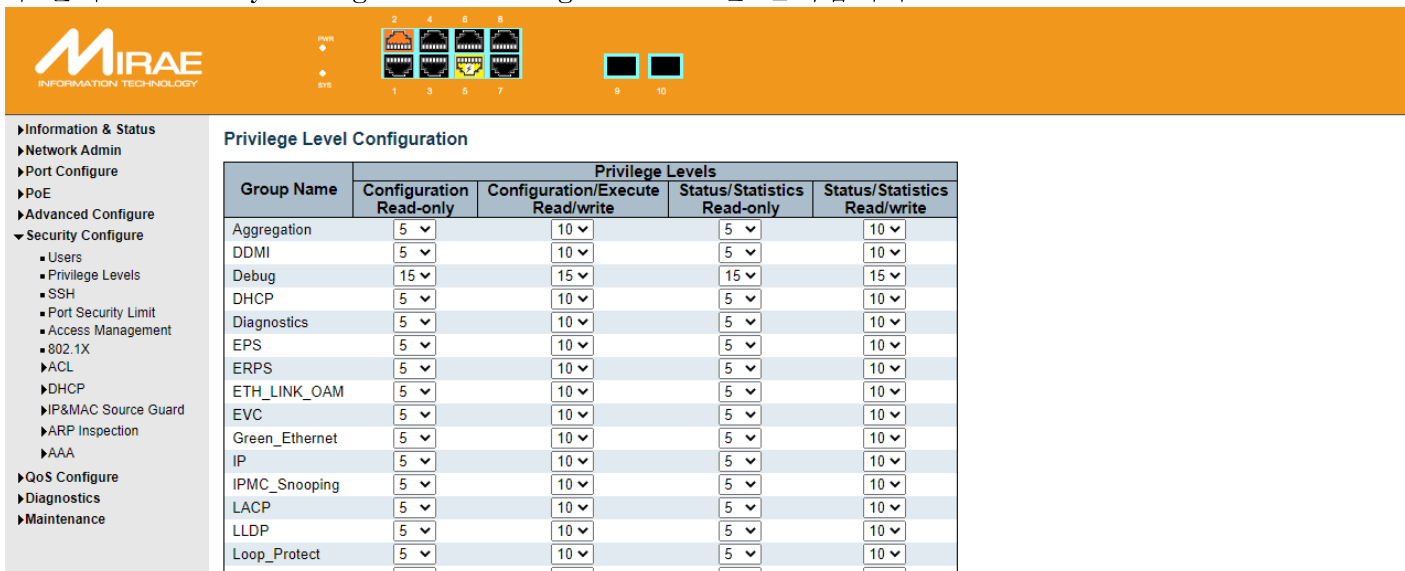 2 4 6 8
PWR
MIRAE
INFORMATION TECHNOLOGY
SYS
1 3 5 7 9 10
Information & Status
Network Admin
Port Configure
PoE
Advanced Configure
Security Configure
Users
Privilege Levels
SSH
Port Security Limit
Access Management
802.1X
ACL
DHCP
IP&MAC Source Guard
ARP Inspection
AAA
QoS Configure
Diagnostics
Maintenance
Privilege Level Configuration
Privilege Levels
Group Name
Configuration Read-only
Configuration/Execute Read/write
Status/Statistics Read-only
Status/Statistics Read/write
Aggregation 5 10 5 10
DDMI 5 10 5 10
Debug 15 15 15 15
DHCP 5 10 5 10
Diagnostics 5 10 5 10
EPS 5 10 5 10
ERPS 5 10 5 10
ETH_LINK_OAM 5 10 5 10
EVC 5 10 5 10
Green_Ethernet 5 10 5 10
IP 5 10 5 10
IPMC_Snooping 5 10 5 10
LACP 5 10 5 10
LLDP 5 10 5 10
Loop_Protect 5 10 5 10